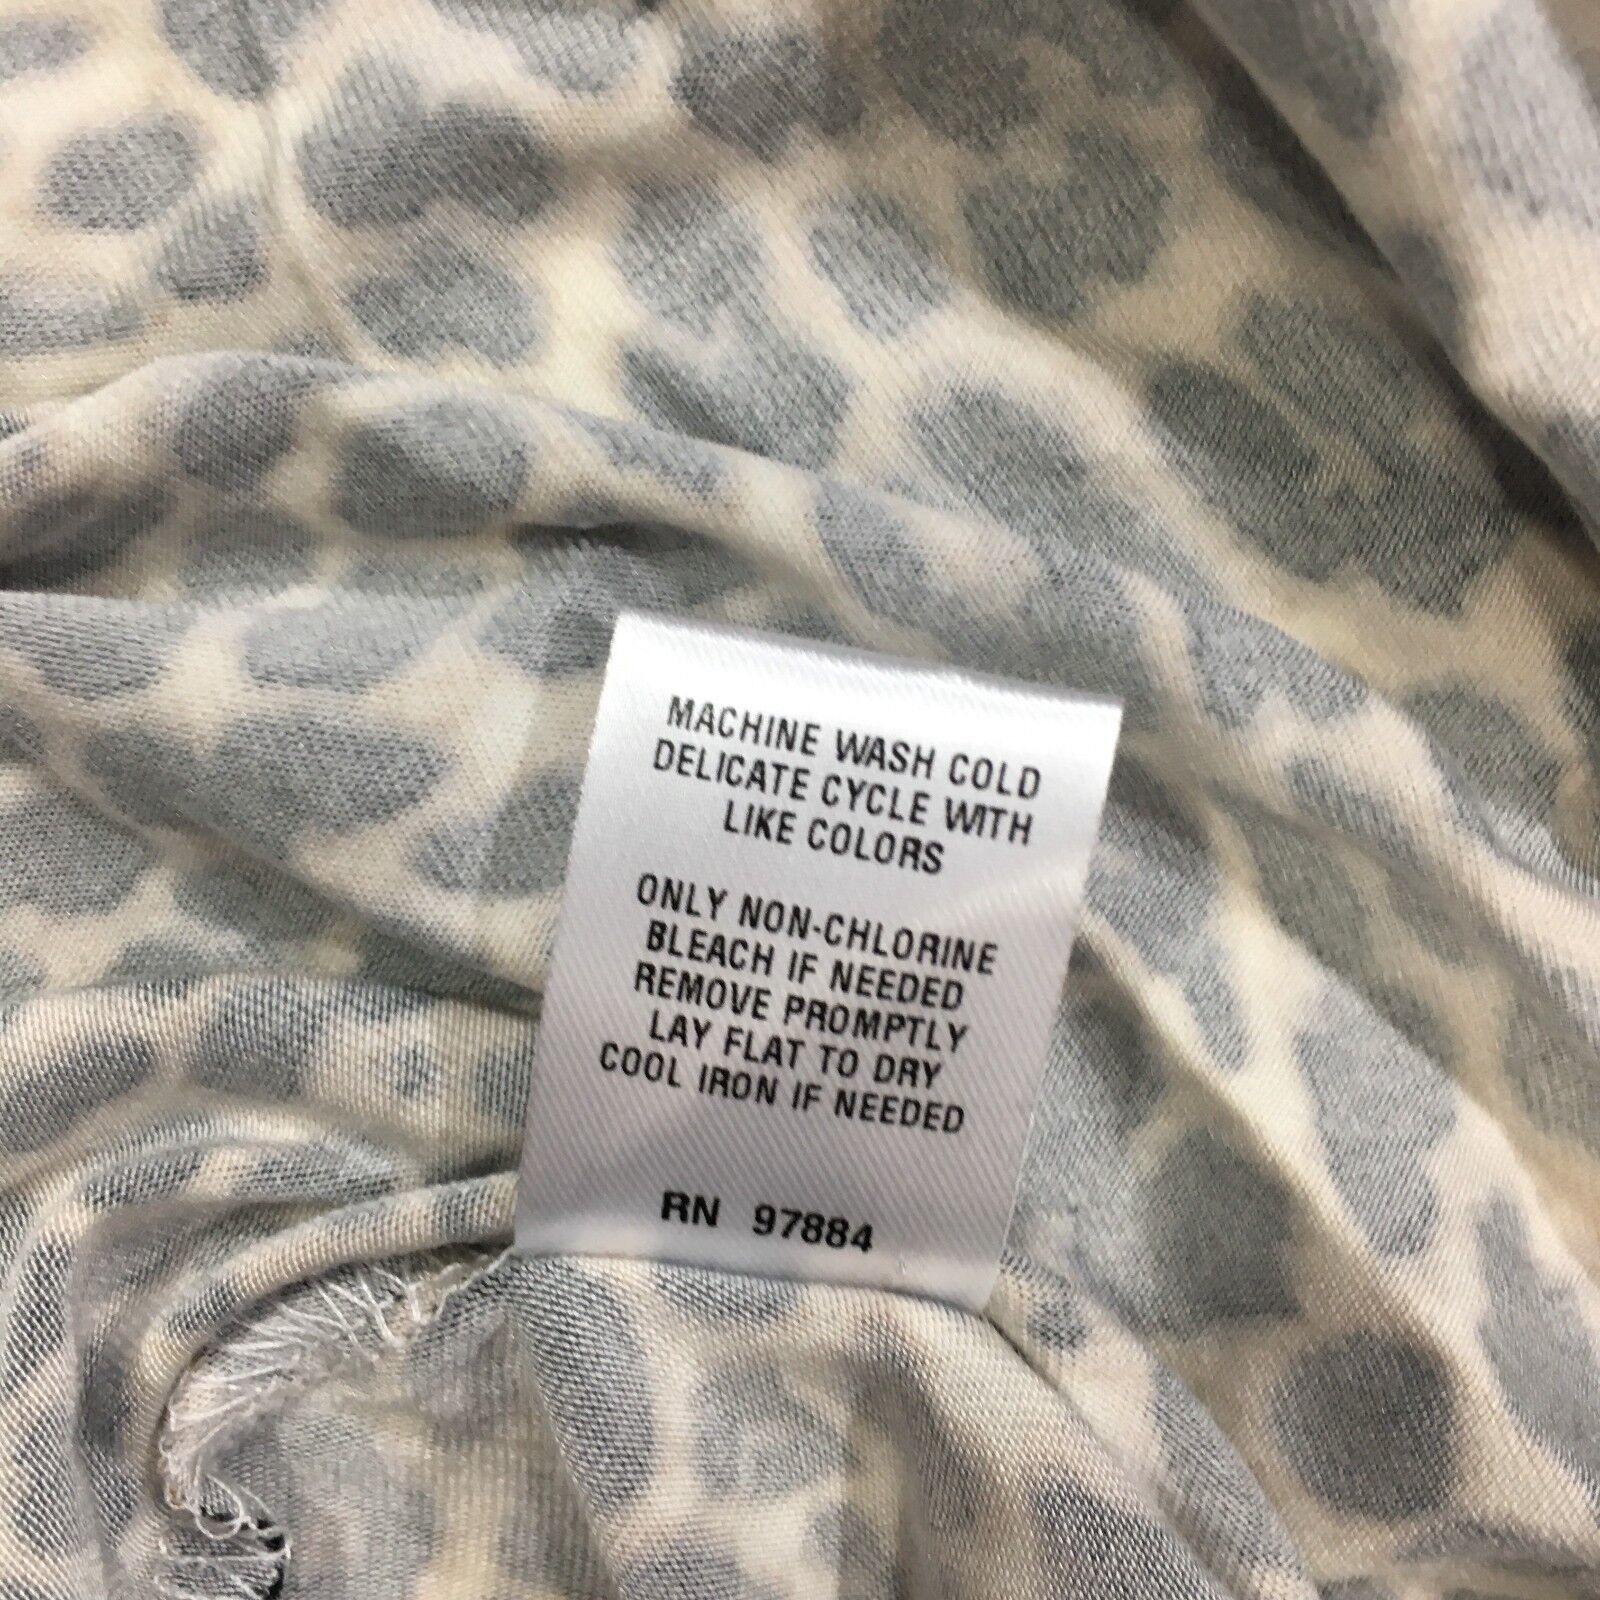 MACHINE WASH COLD
DELICATE CYCLE WITH
LIKE COLORS
ONLY NON-CHLORINE
BLEACH IF NEEDED
REMOVE PROMPTLY
LAY FLAT TO DRY
COOL IRON IF NEEDED
RN 97884